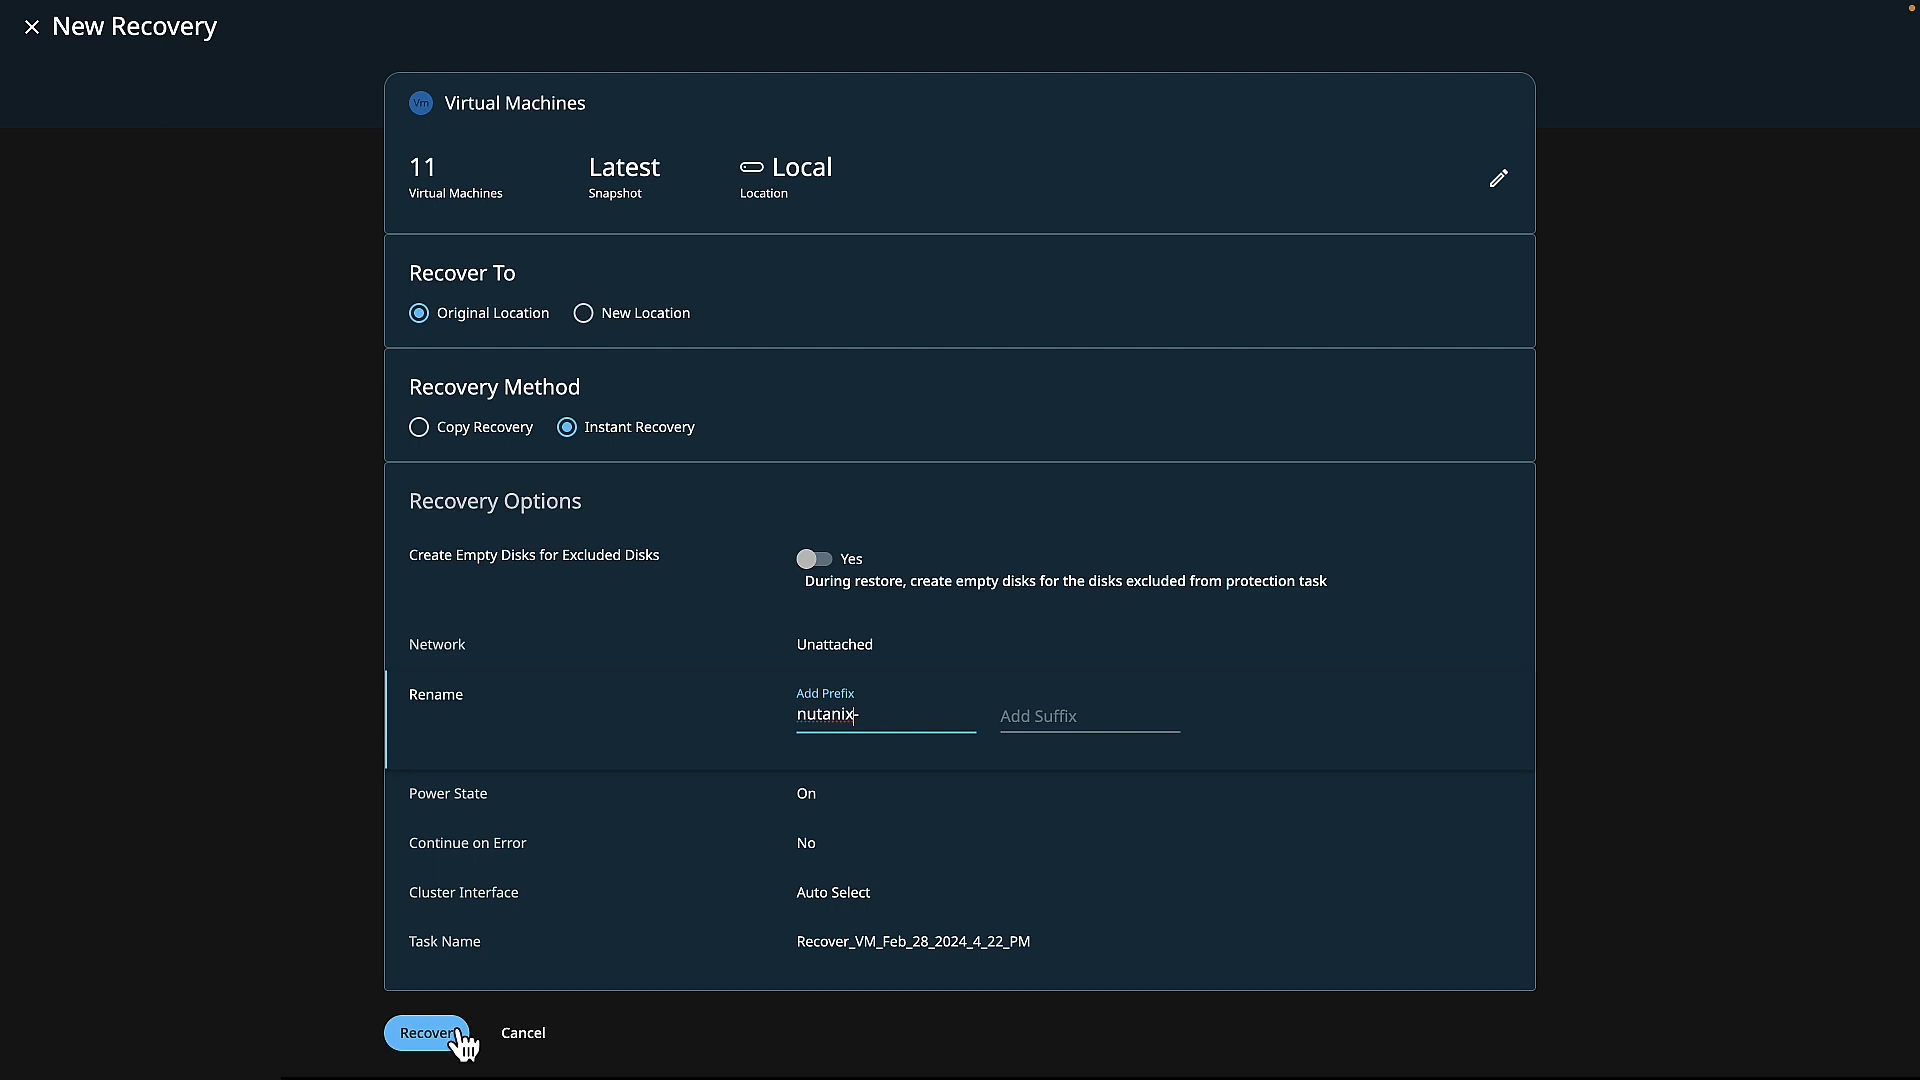 New Recovery
Vm Virtual Machines
11 Latest Local
Virtual Machines Snapshot Location
Recover To
Original Location New Location
Recovery Method
Copy Recovery Instant Recovery
Recovery Options
Create Empty Disks for Excluded Disks Yes
During restore, create empty disks for the disks excluded from protection task
Network Unattached
Rename Add Prefix
nutanix- Add Suffix
Power State On
Continue on Error No
Cluster Interface Auto Select
Task Name Recover_VM_Feb_28_2024_4_22_PM
Recover Cancel